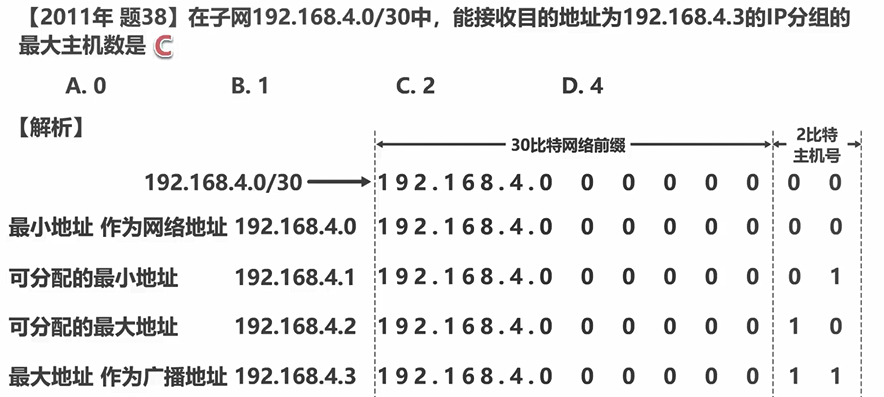 【2011年 题38】在子网192.168.4.0/30中，能接收目的地址为192.168.4.3的IP分组的
最大主机数是 C
A. 0 B. 1 C. 2 D. 4
【解析】
30比特网络前缀 2比特
主机号
192.168.4.0/30 192.168.4.0 0 0 0 0 0 0 0
最小地址 作为网络地址 192.168.4.0 192.168.4.0 0 0 0 0 0 0 0
可分配的最小地址 192.168.4.1 192.168.4.0 0 0 0 0 0 0 1
可分配的最大地址 192.168.4.2 192.168.4.0 0 0 0 0 0 1 0
最大地址 作为广播地址 192.168.4.3 192.168.4.0 0 0 0 0 0 1 1